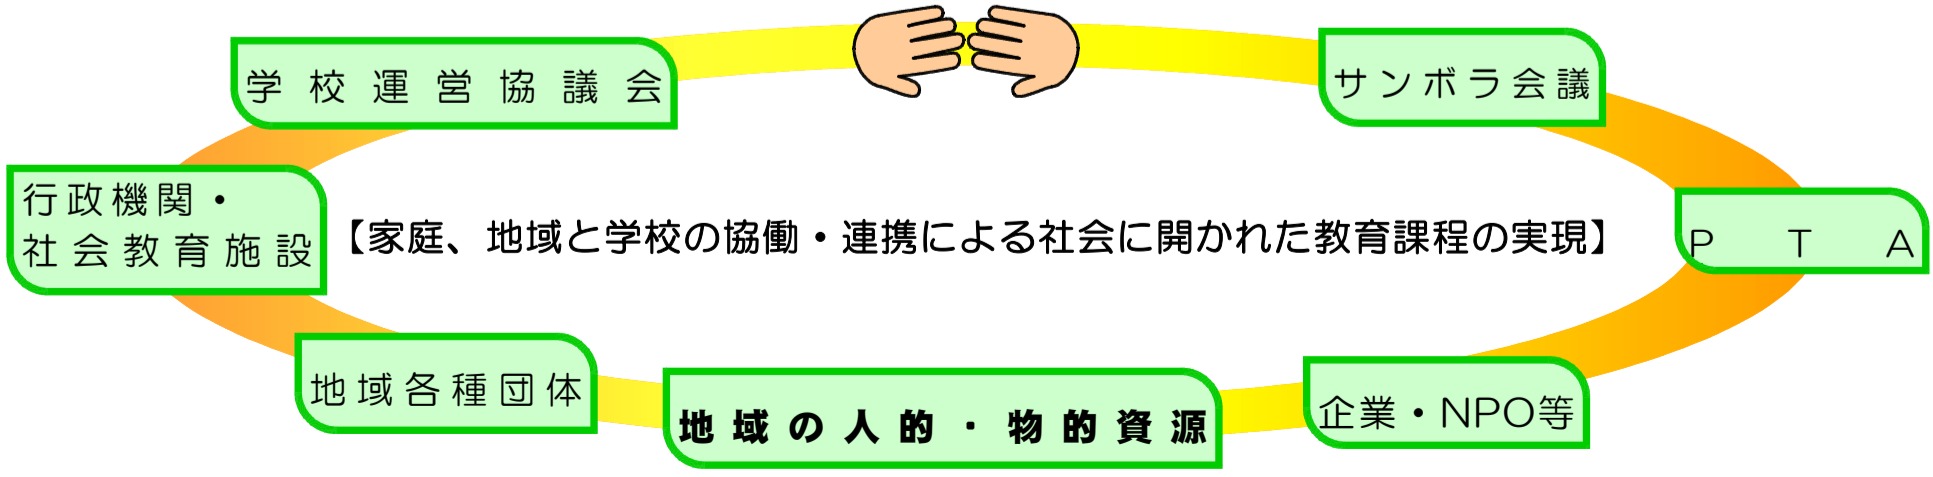 学校運営協議会
サンボラ会議
行政機関・
社会教育施設
【家庭、地域と学校の協働・連携による社会に開かれた教育課程の実現】
PTA
地域各種団体
地域の人的・物的資源
企業・NPO等